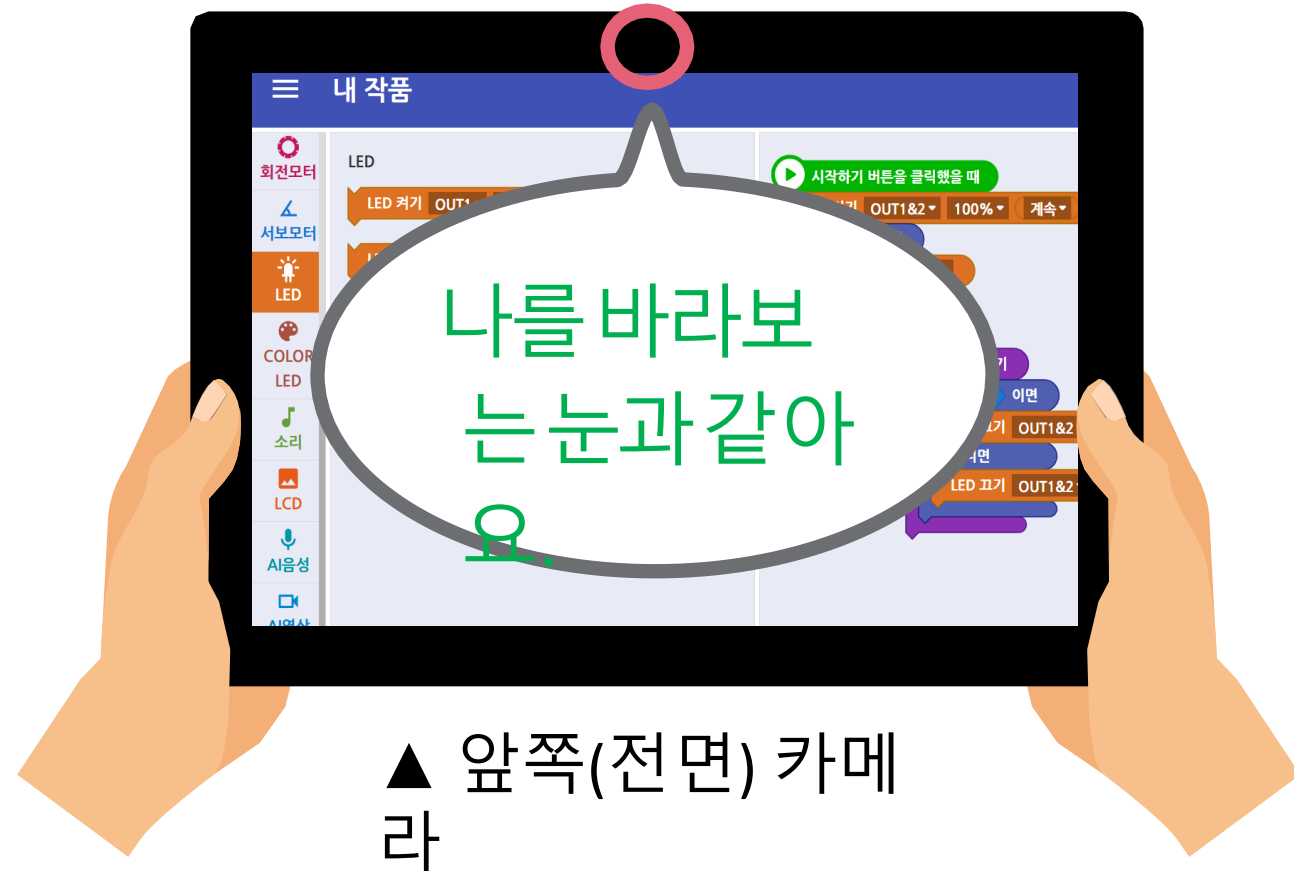 내 작품
회전모터
서보모터
LED
COLOR
LED
소리
LCD
AI음성
LED
LED 켜기 OUT1
시작하기 버튼을 클릭했을 때
OUT1&2 100% 계속
이면
OUT1&2
LED 끄기 OUT1&2
나를 바라보
는 눈과 같아
요.
▲ 앞쪽(전면) 카메
라